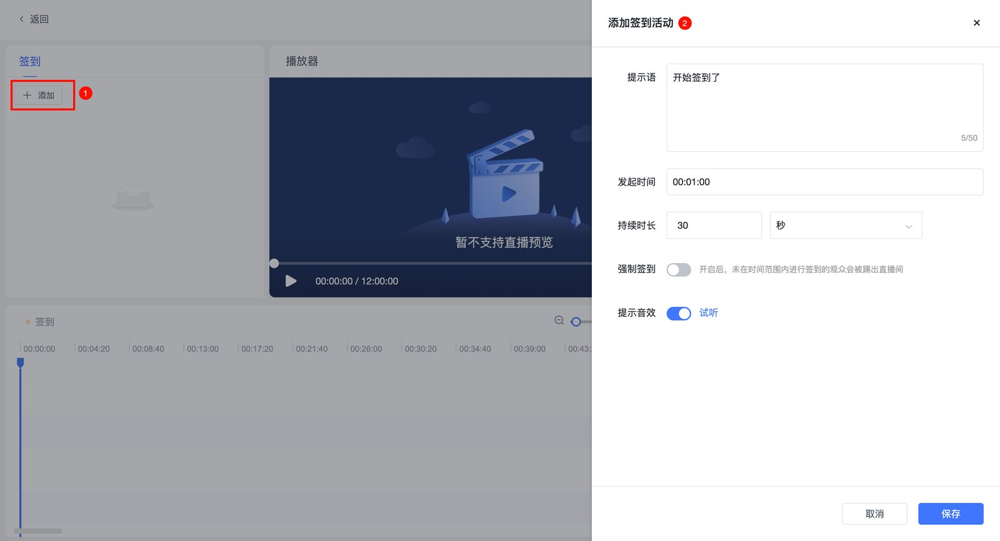 返回
签到
添加
1
播放器
暂不支持直播预览
00:00:00 / 12:00:00
签到
00:00:00 00:04:20 00:08:40 00:13:00 00:17:20 00:21:40 00:26:00 00:30:20 00:34:40 00:39:00 00:43:
添加签到活动 2
提示语 开始签到了
5/50
发起时间 00:01:00
持续时长 30 秒
强制签到 开启后，未在时间范围内进行签到的观众会被踢出直播间
提示音效 试听
取消 保存